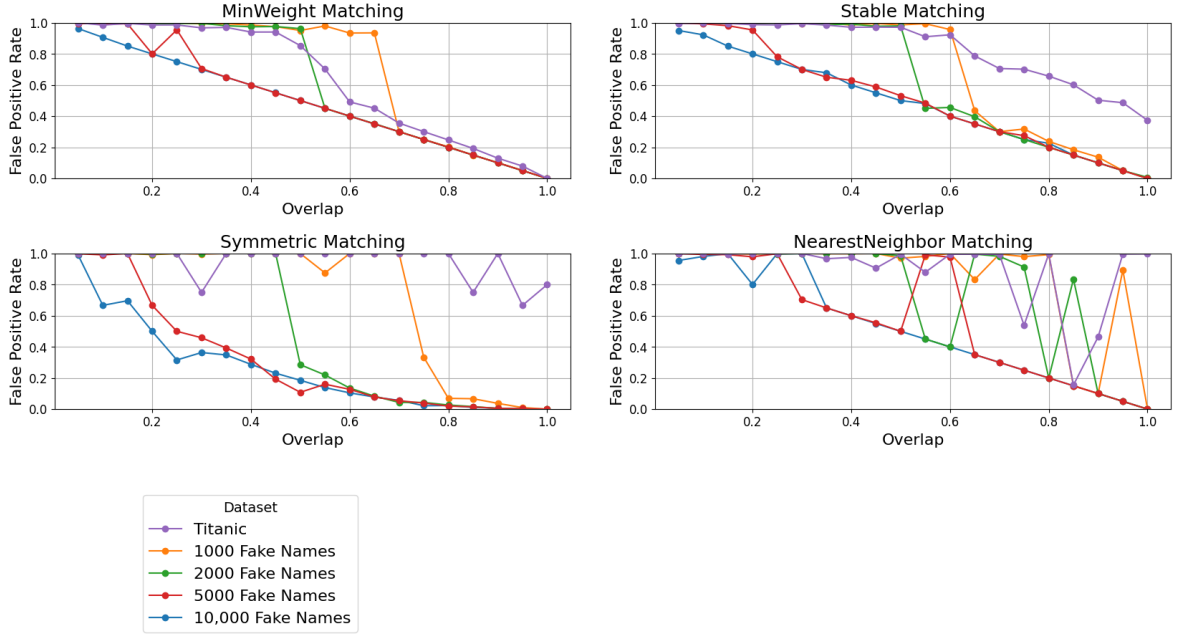 MinWeight Matching
False Positive Rate
1.0
0.8
0.6
0.4
0.2
0.0
0.2 0.4 0.6 0.8 1.0
Overlap
Stable Matching
False Positive Rate
1.0
0.8
0.6
0.4
0.2
0.0
0.2 0.4 0.6 0.8 1.0
Overlap
Symmetric Matching
False Positive Rate
1.0
0.8
0.6
0.4
0.2
0.0
0.2 0.4 0.6 0.8 1.0
Overlap
NearestNeighbor Matching
False Positive Rate
1.0
0.8
0.6
0.4
0.2
0.0
0.2 0.4 0.6 0.8 1.0
Overlap
Dataset
Titanic
1000 Fake Names
2000 Fake Names
5000 Fake Names
10,000 Fake Names